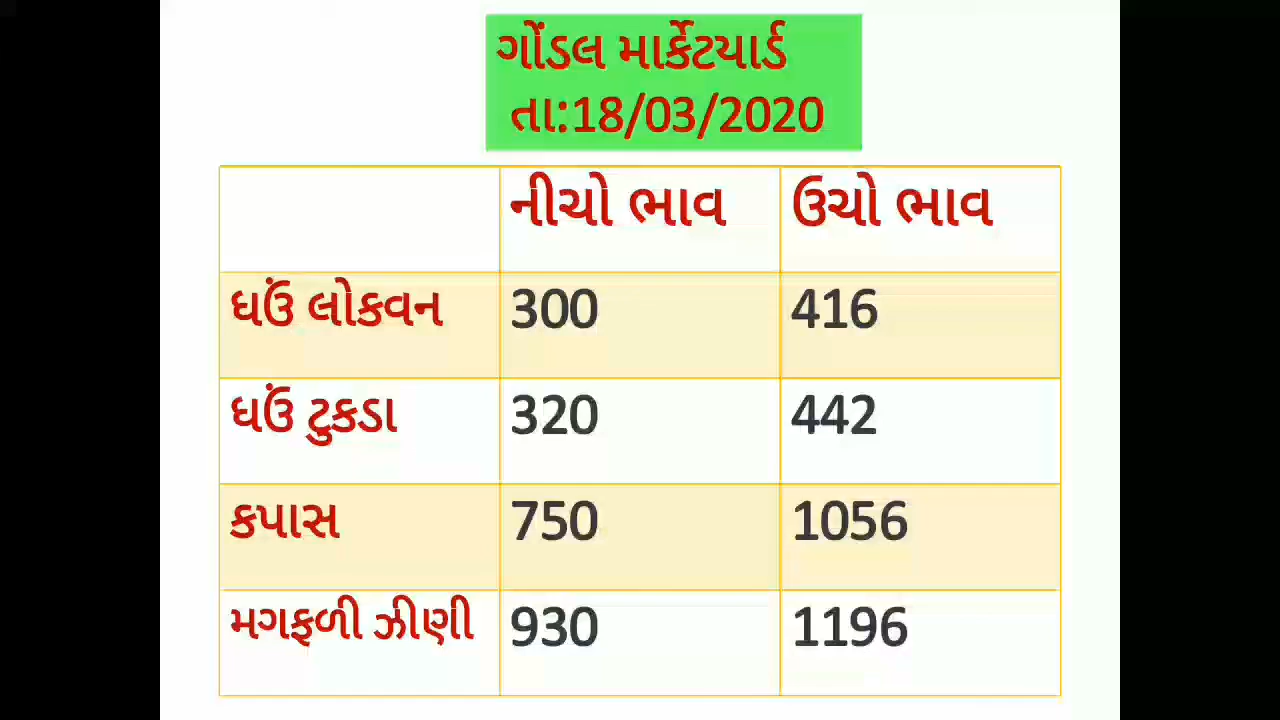 ગોંડલ માર્કેટયાર્ડ
તા:18/03/2020
નીચો ભાવ ઉચો ભાવ
ઘઉં લોકવન 300 416
ઘઉં ટુકડા 320 442
કપાસ 750 1056
મગફળી ઝીણી 930 1196